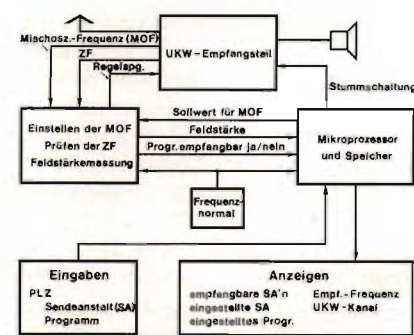 Mischosz.-Frequenz (MOF)
ZF
Regelspg.
UKW-Empfangsteil
Stummschaltung
Sollwert für MOF
Feldstärke
Progr.empfangbar ja/nein
Einstellen der MOF
Prüfen der ZF
Feldstärkemassung
Mikroprozessor
und Speicher
Frequenz-
normal
Eingaben
PLZ
Sendeanstalt(SA)
Programm
Anzeigen
empfangbare SA'n Empf.-Frequenz
eingestellte SA UKW-Kanal
eingestelltes Progr.